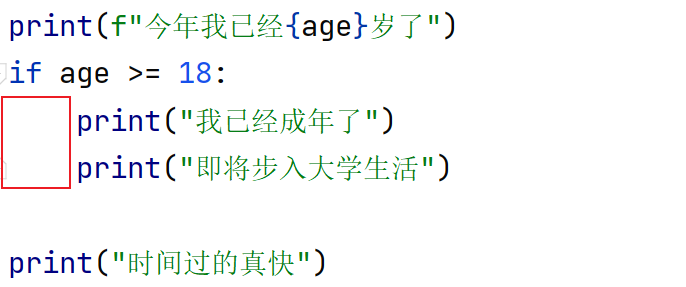 print(f"今年我已经{age}岁了")
if age >= 18:
    print("我已经成年了")
    print("即将步入大学生活")
print("时间过的真快")